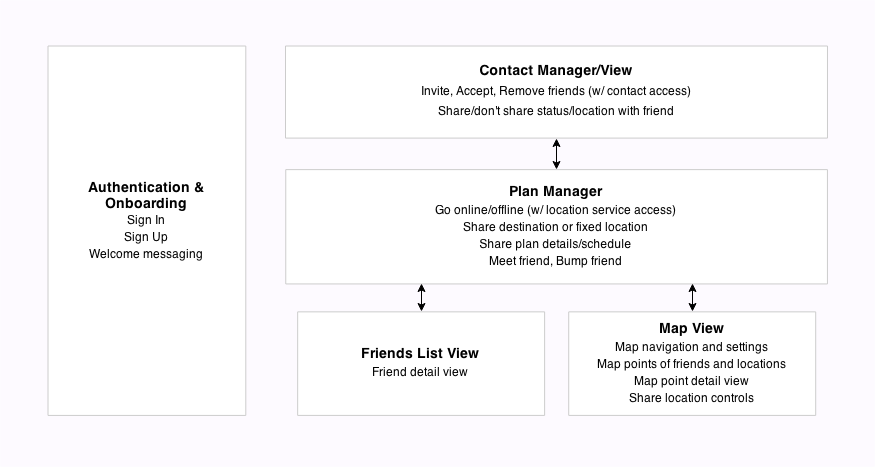 Authentication &
Onboarding
Sign In
Sign Up
Welcome messaging
Contact Manager/View
Invite, Accept, Remove friends (w/ contact access)
Share/don't share status/location with friend
Plan Manager
Go online/offline (w/ location service access)
Share destination or fixed location
Share plan details/schedule
Meet friend, Bump friend
Friends List View
Friend detail view
Map View
Map navigation and settings
Map points of friends and locations
Map point detail view
Share location controls